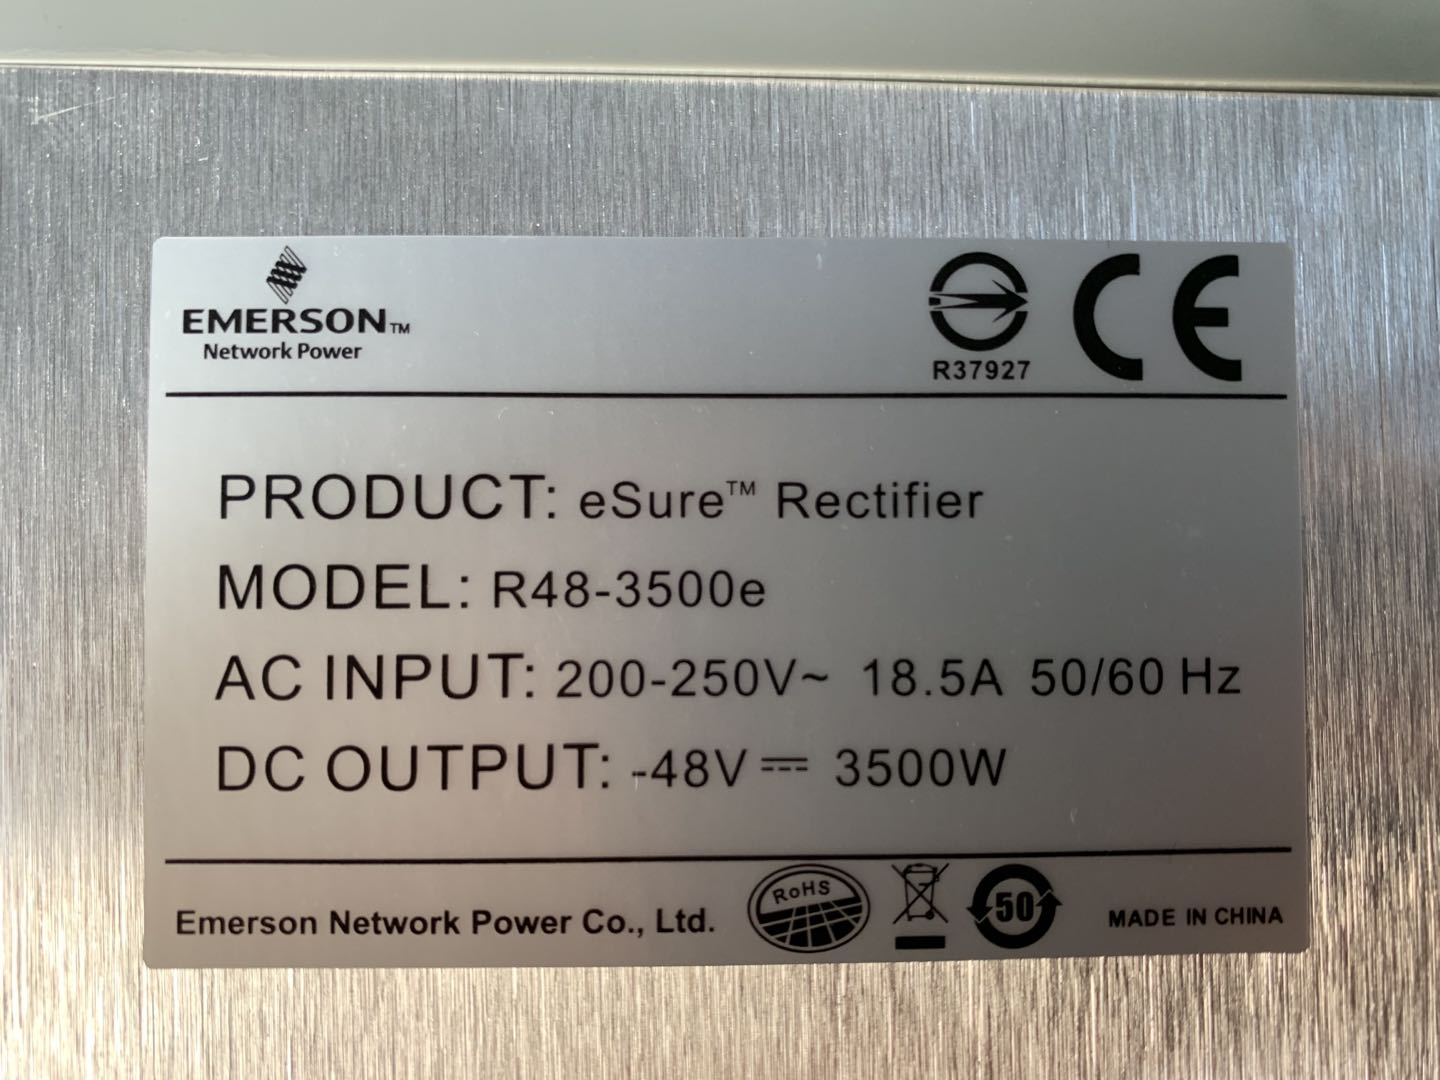 EMERSON™
Network Power
R37927
CE
PRODUCT: eSure™ Rectifier
MODEL: R48-3500e
AC INPUT: 200-250V~ 18.5A 50/60 Hz
DC OUTPUT: -48V⎓ 3500W
Emerson Network Power Co., Ltd.
RoHS
50
MADE IN CHINA